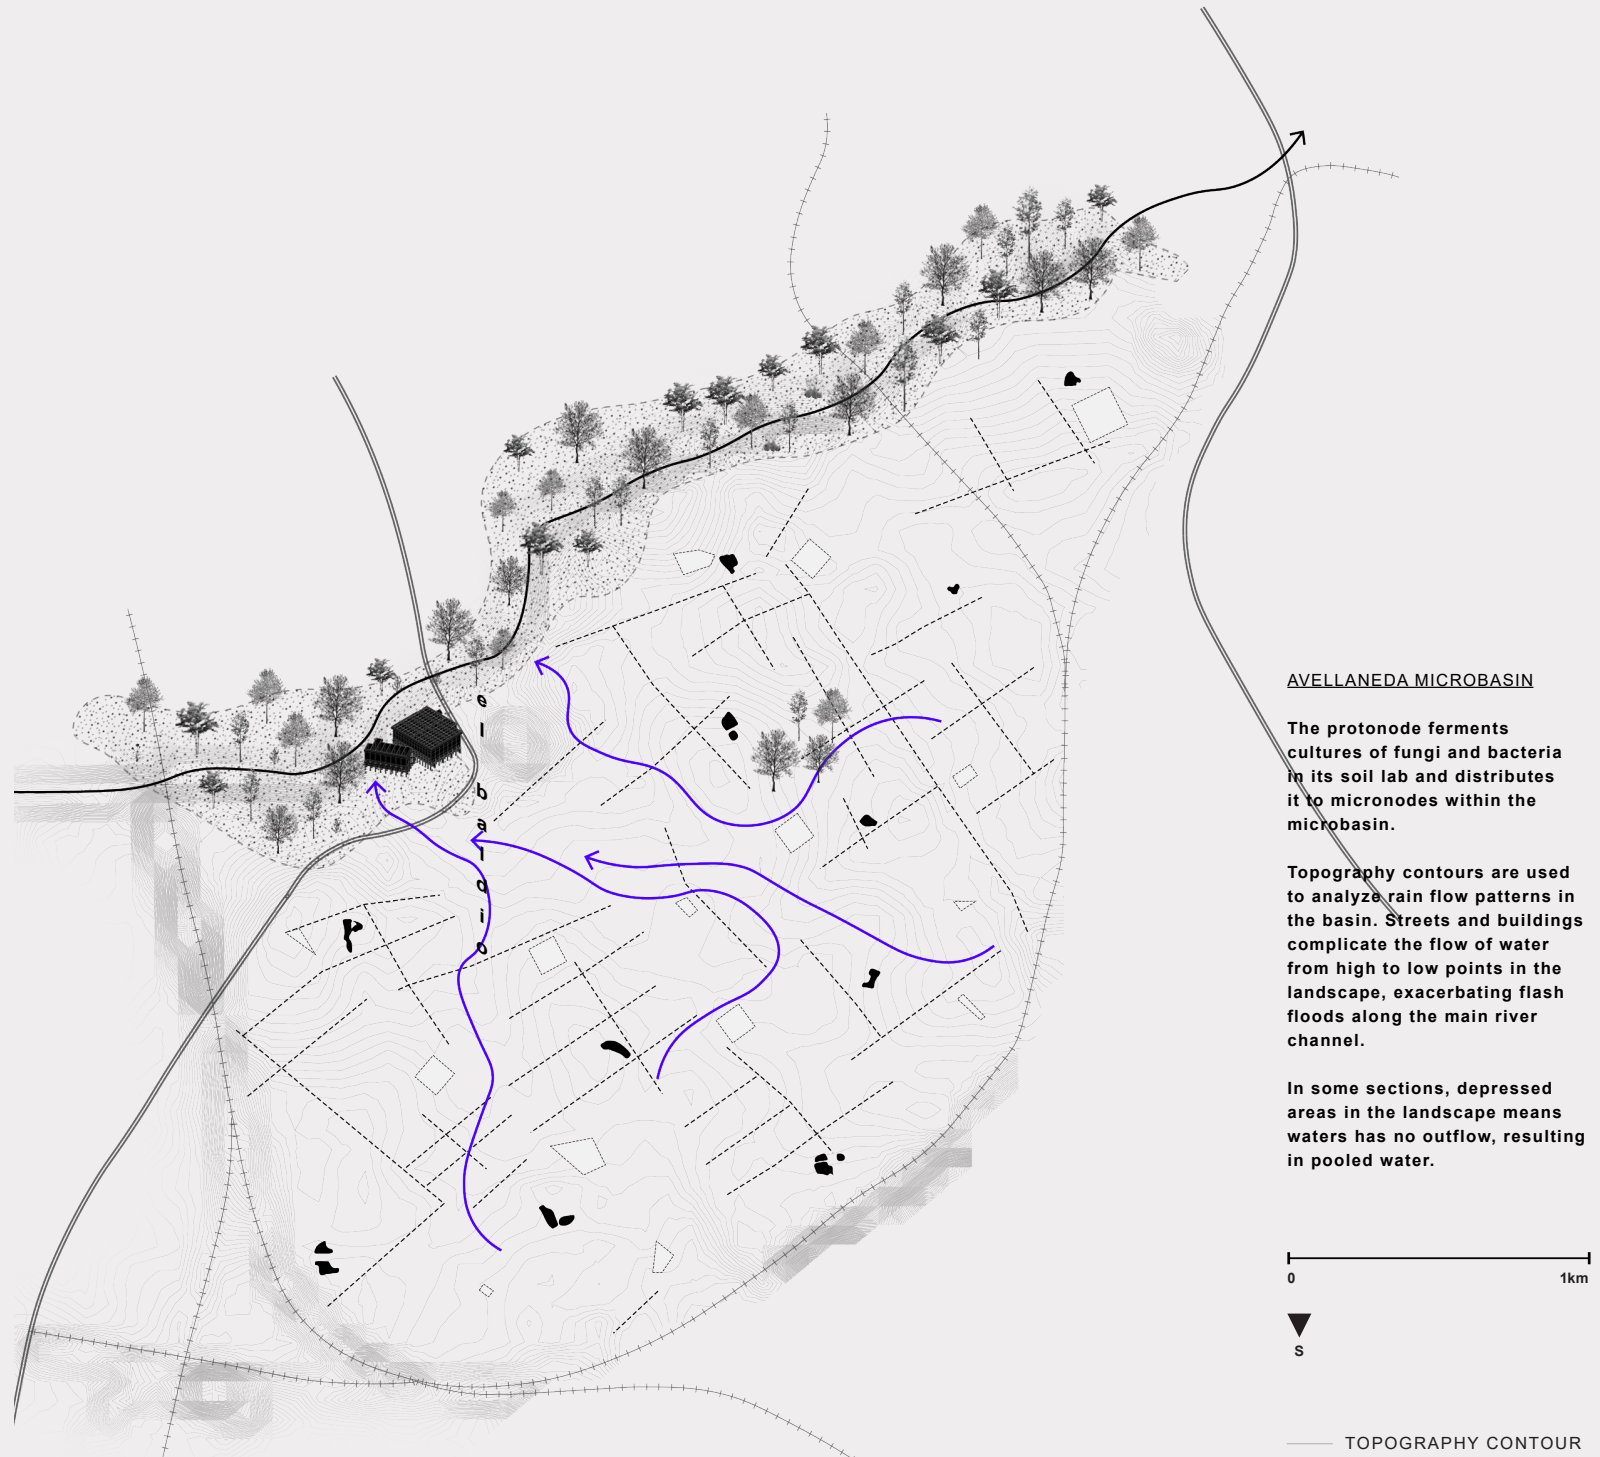 el baldio
AVELLANEDA MICROBASIN
The protonode ferments
cultures of fungi and bacteria
in its soil lab and distributes
it to micronodes within the
microbasin.
Topography contours are used
to analyze rain flow patterns in
the basin. Streets and buildings
complicate the flow of water
from high to low points in the
landscape, exacerbating flash
floods along the main river
channel.
In some sections, depressed
areas in the landscape means
waters has no outflow, resulting
in pooled water.
0 1km
S
TOPOGRAPHY CONTOUR